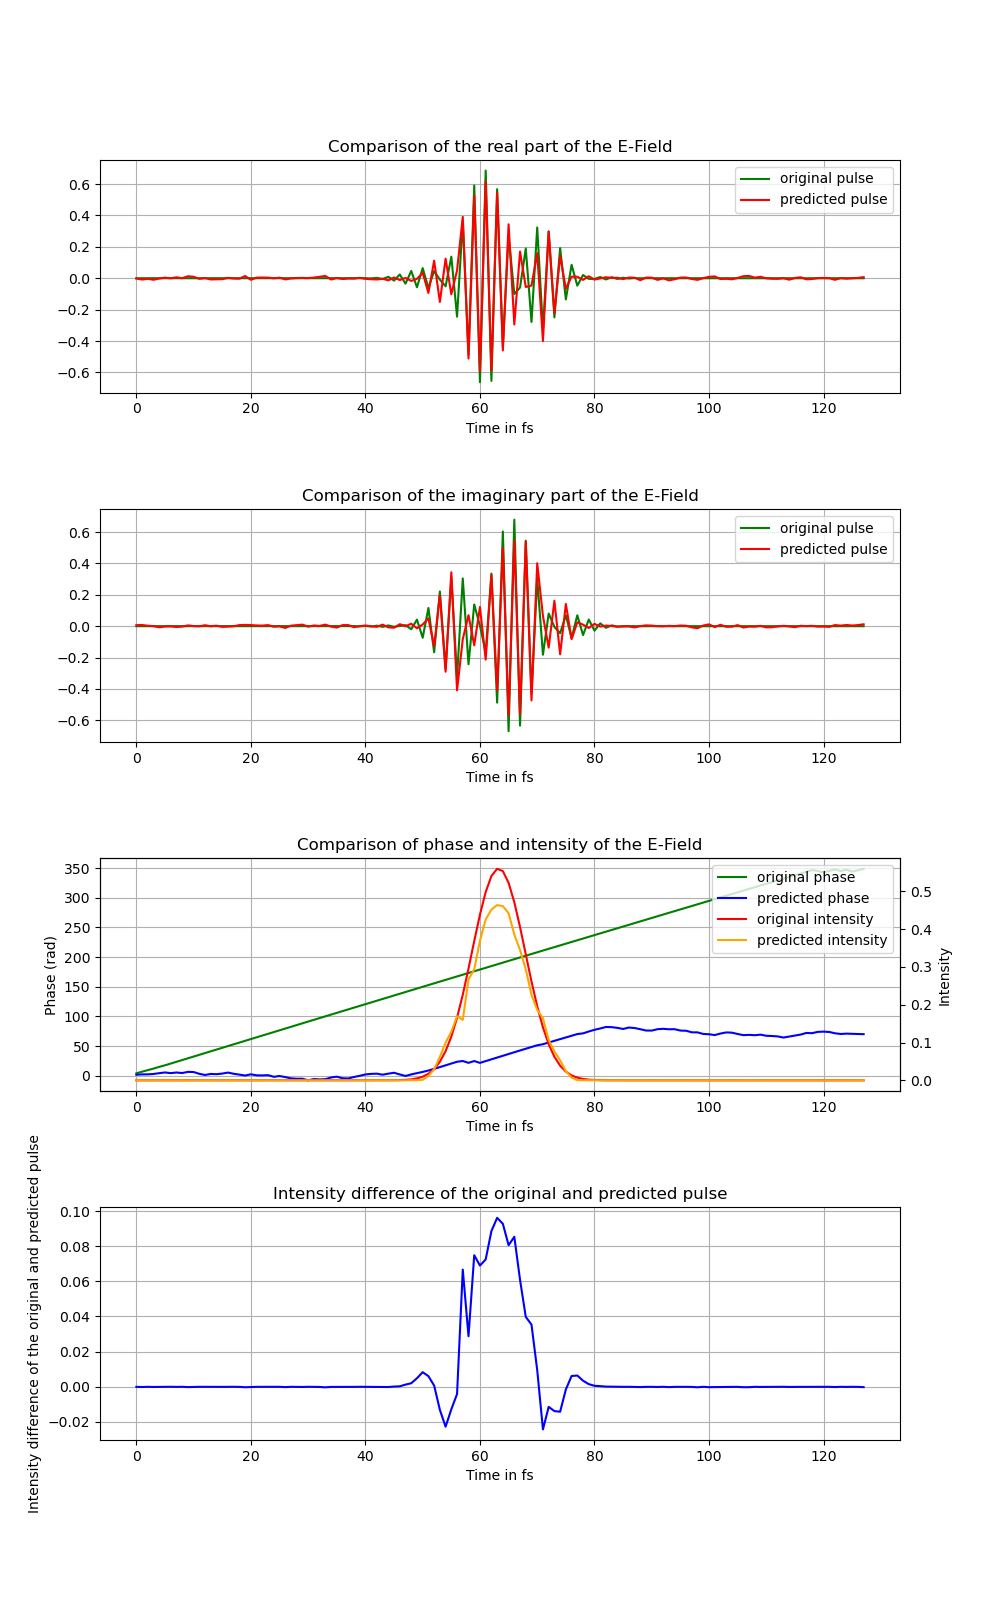 Comparison of the real part of the E-Field
original pulse
predicted pulse
0.6
0.4
0.2
0.0
−0.2
−0.4
−0.6
0 20 40 60 80 100 120
Time in fs
Comparison of the imaginary part of the E-Field
original pulse
predicted pulse
0.6
0.4
0.2
0.0
−0.2
−0.4
−0.6
0 20 40 60 80 100 120
Time in fs
Comparison of phase and intensity of the E-Field
original phase
predicted phase
original intensity
predicted intensity
Phase (rad)
350
300
250
200
150
100
50
0
0.5
0.4
0.3
0.2
0.1
0.0
Intensity
0 20 40 60 80 100 120
Time in fs
Intensity difference of the original and predicted pulse
Intensity difference of the original and predicted pulse
0.10
0.08
0.06
0.04
0.02
0.00
−0.02
0 20 40 60 80 100 120
Time in fs